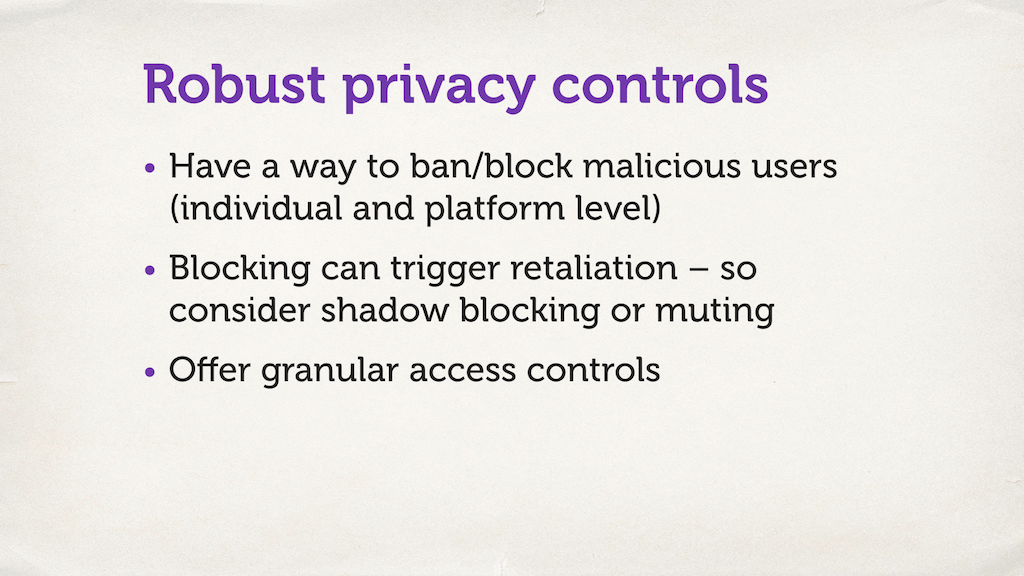 Robust privacy controls
• Have a way to ban/block malicious users
(individual and platform level)
• Blocking can trigger retaliation – so
consider shadow blocking or muting
• Offer granular access controls